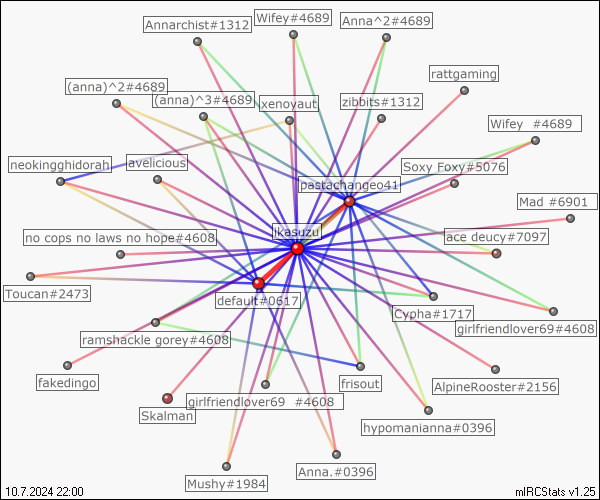 Annarchist#1312
Wifey#4689
Anna^2#4689
rattgaming
(anna)^2#4689
(anna)^3#4689
xenoyaut
zibbits#1312
Wifey  #4689
neokingghidorah
avelicious
Soxy Foxy#5076
pastachangeo41
Mad #6901
ikasuzu
no cops no laws no hope#4608
ace deucy#7097
Toucan#2473
default#0617
Cypha#1717
girlfriendlover69#4608
ramshackle gorey#4608
fakedingo
frisout
AlpineRooster#2156
girlfriendlover69  #4608
Skalman
hypomanianna#0396
Anna.#0396
Mushy#1984
10.7.2024 22:00
mIRCStats v1.25